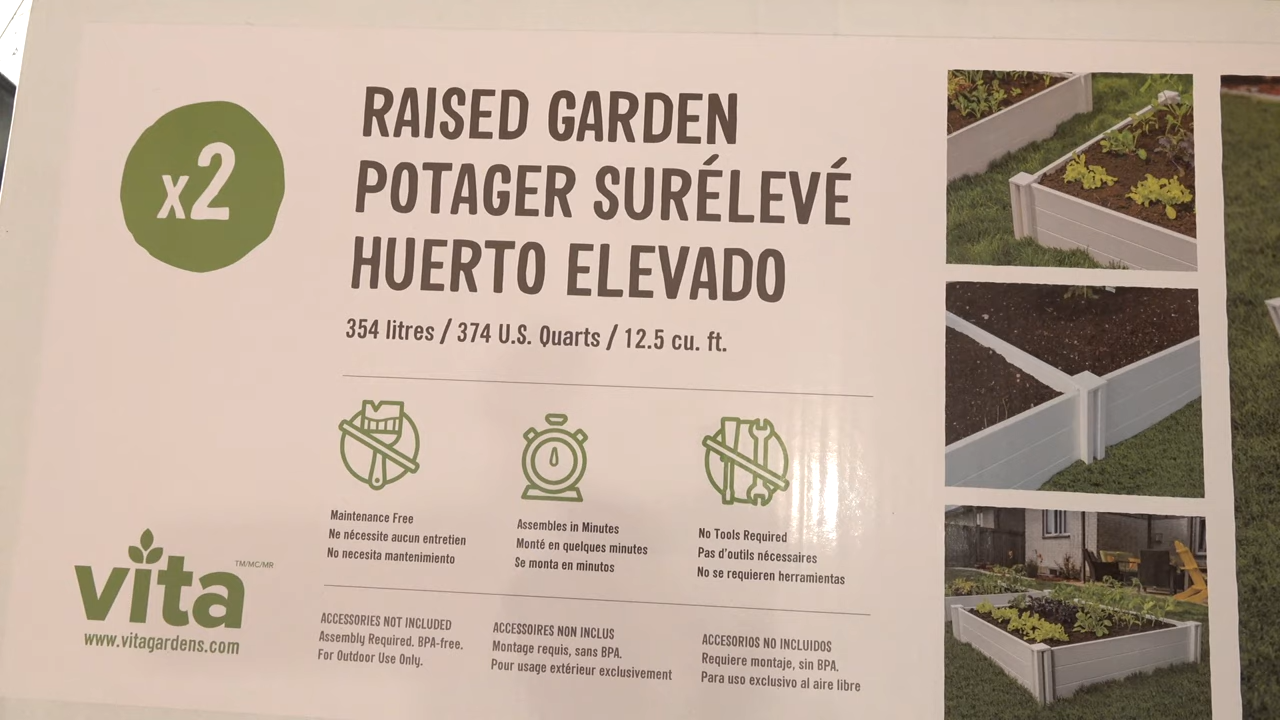 x2
RAISED GARDEN
POTAGER SURÉLEVÉ
HUERTO ELEVADO
354 litres / 374 U.S. Quarts / 12.5 cu. ft.
Maintenance Free
Ne nécessite aucun entretien
No necesita mantenimiento
Assembles in Minutes
Monté en quelques minutes
Se monta en minutos
No Tools Required
Pas d'outils nécessaires
No se requieren herramientas
vita TM/MC/MR
www.vitagardens.com
ACCESSORIES NOT INCLUDED
Assembly Required. BPA-free.
For Outdoor Use Only.
ACCESSOIRES NON INCLUS
Montage requis, sans BPA.
Pour usage extérieur exclusivement
ACCESORIOS NO INCLUIDOS
Requiere montaje, sin BPA.
Para uso exclusivo al aire libre